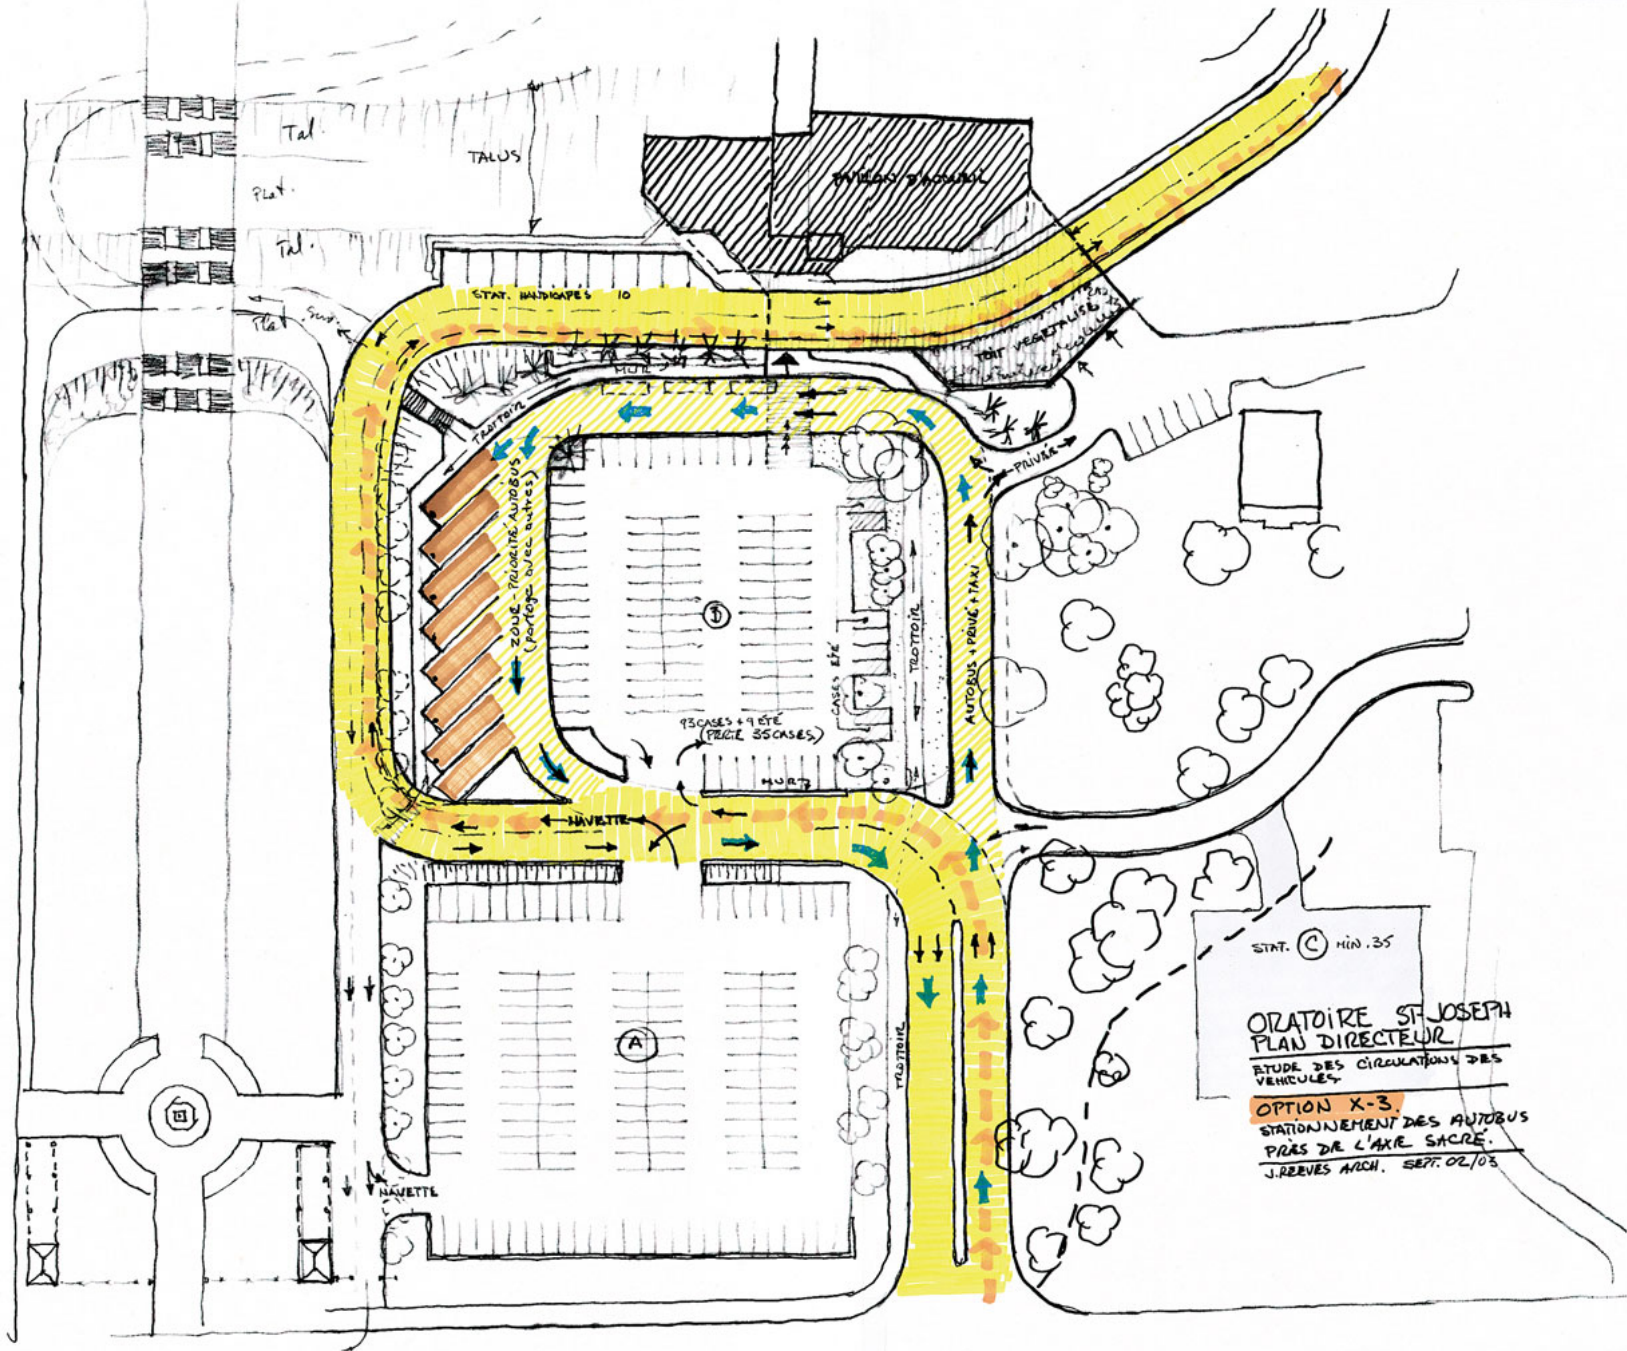 Tal.
TALUS
Plat.
PAVILLON D'ACCUEIL
Tal.
STAT. HANDICAPÉS 10
Plat.
TOIT VÉGÉTALISÉ
MUR
TROTTOIR
PRIVÉ
ZONE-PRIORITÉ AUTOBUS
(partage avec autres)
B
AUTOBUS + PRIVÉ + TAXI
TROTTOIR
CASES ÉTÉ
93 CASES + 9 ÉTÉ
(PERTE 35 CASES)
MUR
NAVETTE
STAT. C MIN. 35
A
TROTTOIR
NAVETTE
ORATOIRE ST-JOSEPH
PLAN DIRECTEUR
ETUDE DES CIRCULATIONS DES
VEHICULES
OPTION X-3.
STATIONNEMENT DES AUTOBUS
PRÈS DE L'AXE SACRÉ.
J.REEVES ARCH. SEPT. 02/03